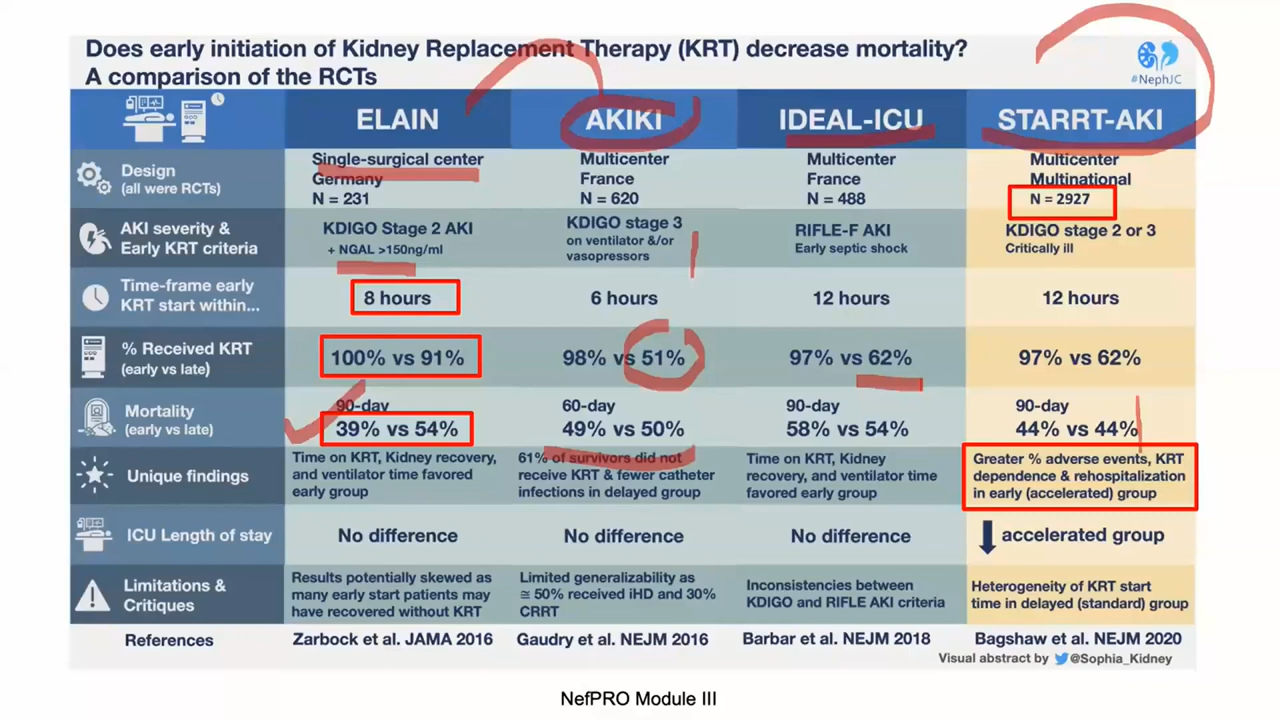 Does early initiation of Kidney Replacement Therapy (KRT) decrease mortality?
A comparison of the RCTs
#NephJC
ELAIN
AKIKI
IDEAL-ICU
STARRT-AKI
Design
(all were RCTs)
Single-surgical center
Germany
N = 231
Multicenter
France
N = 620
Multicenter
France
N = 488
Multicenter
Multinational
N = 2927
AKI severity &
Early KRT criteria
KDIGO Stage 2 AKI
+ NGAL >150ng/ml
KDIGO stage 3
on ventilator &/or
vasopressors
RIFLE-F AKI
Early septic shock
KDIGO stage 2 or 3
Critically ill
Time-frame early
KRT start within...
8 hours
6 hours
12 hours
12 hours
% Received KRT
(early vs late)
100% vs 91%
98% vs 51%
97% vs 62%
97% vs 62%
Mortality
(early vs late)
90-day
39% vs 54%
60-day
49% vs 50%
90-day
58% vs 54%
90-day
44% vs 44%
Unique findings
Time on KRT, Kidney recovery,
and ventilator time favored
early group
61% of survivors did not
receive KRT & fewer catheter
infections in delayed group
Time on KRT, Kidney
recovery, and ventilator time
favored early group
Greater % adverse events, KRT
dependence & rehospitalization
in early (accelerated) group
ICU Length of stay
No difference
No difference
No difference
accelerated group
Limitations &
Critiques
Results potentially skewed as
many early start patients may
have recovered without KRT
Limited generalizability as
≅ 50% received iHD and 30%
CRRT
Inconsistencies between
KDIGO and RIFLE AKI criteria
Heterogeneity of KRT start
time in delayed (standard) group
References
Zarbock et al. JAMA 2016
Gaudry et al. NEJM 2016
Barbar et al. NEJM 2018
Bagshaw et al. NEJM 2020
Visual abstract by @Sophia_Kidney
NefPRO Module III